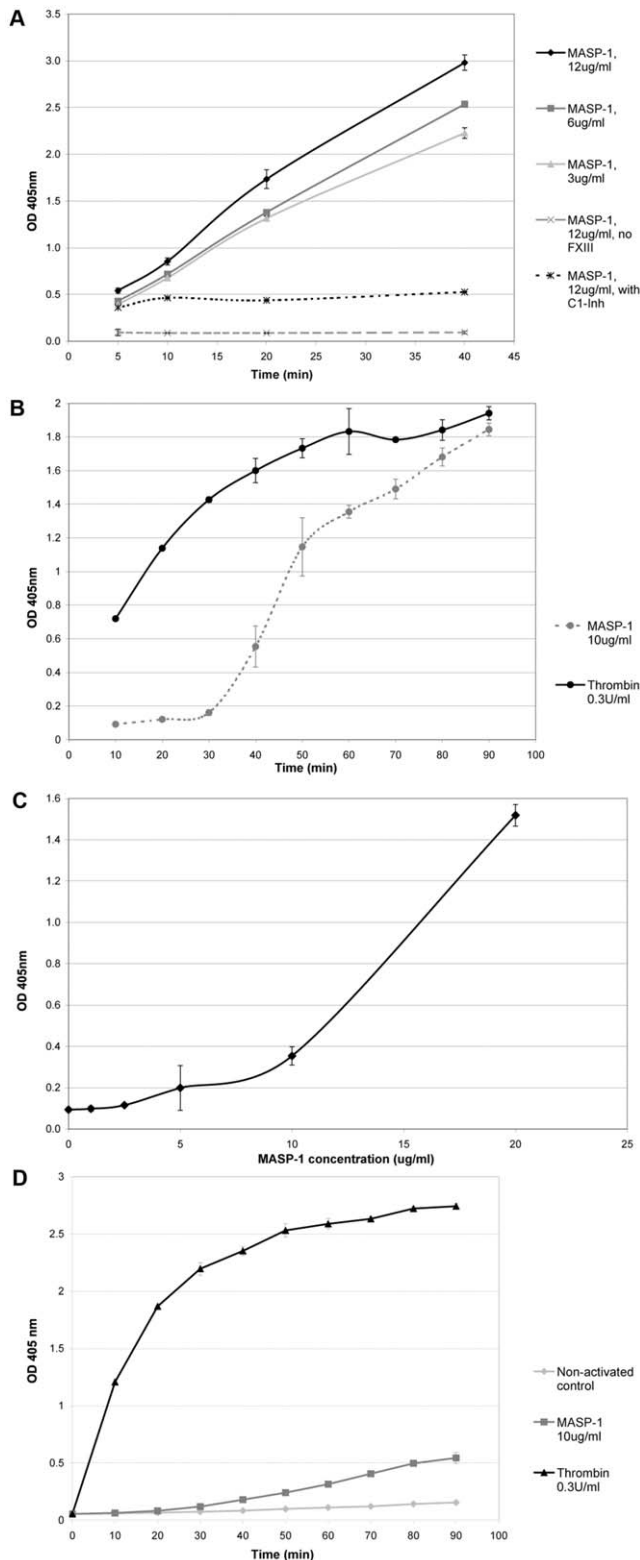 A
3.5
3.0
2.5
2.0
1.5
1.0
0.5
0.0
OD 405nm
0 5 10 15 20 25 30 35 40 45
Time (min)
MASP-1,
12ug/ml
MASP-1,
6ug/ml
MASP-1,
3ug/ml
MASP-1,
12ug/ml, no
FXIII
MASP-1,
12ug/ml, with
C1-Inh
B
2
1.8
1.6
1.4
1.2
1
0.8
0.6
0.4
0.2
0
OD 405nm
0 10 20 30 40 50 60 70 80 90 100
Time (min)
MASP-1
10ug/ml
Thrombin
0.3U/ml
C
1.6
1.4
1.2
1.0
0.8
0.6
0.4
0.2
0.0
OD 405nm
0 5 10 15 20 25
MASP-1 concentration (ug/ml)
D
3
2.5
2
1.5
1
0.5
0
OD 405 nm
0 10 20 30 40 50 60 70 80 90 100
Time (min)
Non-activated
control
MASP-1
10ug/ml
Thrombin
0.3U/ml